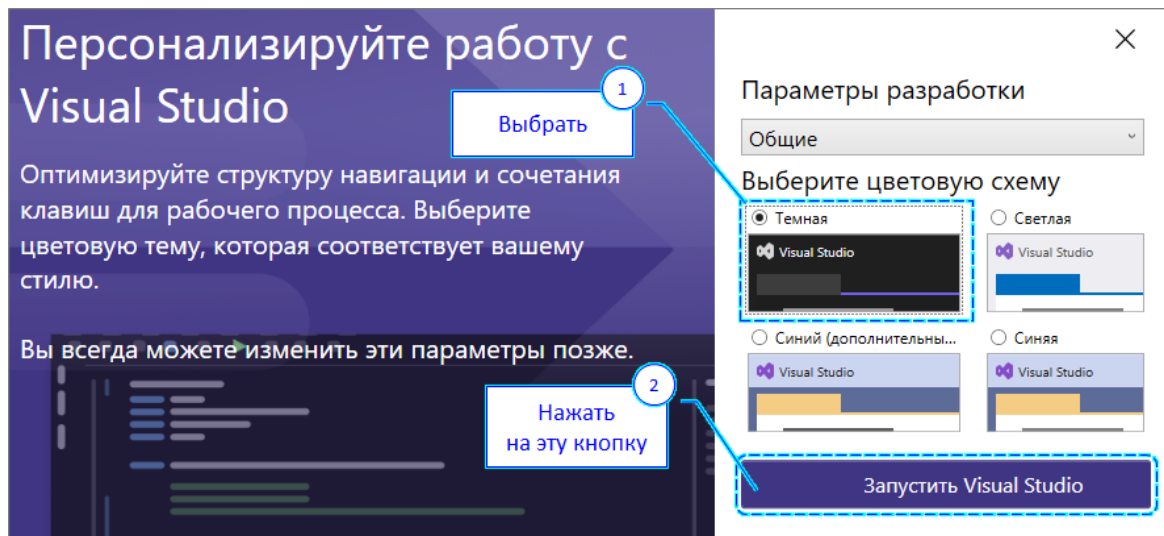 Персонализируйте работу с
Visual Studio
Оптимизируйте структуру навигации и сочетания
клавиш для рабочего процесса. Выберите
цветовую тему, которая соответствует вашему
стилю.
Вы всегда можете изменить эти параметры позже.
1
Выбрать
2
Нажать
на эту кнопку
Параметры разработки
Общие
Выберите цветовую схему
Темная
Visual Studio
Светлая
Visual Studio
Синий (дополнительны...
Visual Studio
Синяя
Visual Studio
Запустить Visual Studio